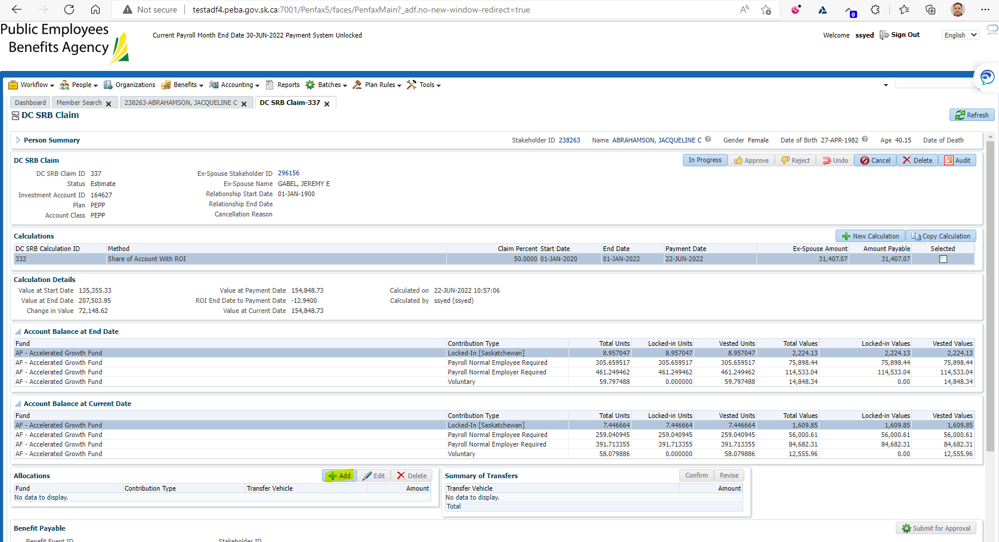 Not secure testadf4.peba.gov.sk.ca:7001/Penfax5/faces/PenfaxMain?_adf.no-new-window-redirect=true
A
0
Public Employees
Benefits Agency
Current Payroll Month End Date 30-JUN-2022 Payment System Unlocked
Welcome ssyed Sign Out English
Workflow People Organizations Benefits Accounting Reports Batches Plan Rules Tools
Dashboard Member Search 238263-ABRAHAMSON, JACQUELINE C DC SRB Claim-337
DC SRB Claim Refresh
Person Summary Stakeholder ID 238263 Name ABRAHAMSON, JACQUELINE C Gender Female Date of Birth 27-APR-1982 Age 40.15 Date of Death
DC SRB Claim In Progress Approve Reject Undo Cancel Delete Audit
DC SRB Claim ID 337 Ex-Spouse Stakeholder ID 296156
Status Estimate Ex-Spouse Name GABEL, JEREMY E
Investment Account ID 164627 Relationship Start Date 01-JAN-1900
Plan PEPP Relationship End Date
Account Class PEPP Cancellation Reason
Calculations New Calculation Copy Calculation
DC SRB Calculation ID Method Claim Percent Start Date End Date Payment Date Ex-Spouse Amount Amount Payable Selected
332 Share of Account With ROI 50.0000 01-JAN-2020 01-JAN-2022 22-JUN-2022 31,407.07 31,407.07
Calculation Details
Value at Start Date 135,355.33 Value at Payment Date 154,848.73 Calculated on 22-JUN-2022 10:57:06
Value at End Date 207,503.95 ROI End Date to Payment Date -12.9400 Calculated by ssyed (ssyed)
Change in Value 72,148.62 Value at Current Date 154,848.73
Account Balance at End Date
Fund Contribution Type Total Units Locked-in Units Vested Units Total Values Locked-in Values Vested Values
AF - Accelerated Growth Fund Locked-In [Saskatchewan] 8.957047 8.957047 8.957047 2,224.13 2,224.13 2,224.13
AF - Accelerated Growth Fund Payroll Normal Employee Required 305.659517 305.659517 305.659517 75,898.44 75,898.44 75,898.44
AF - Accelerated Growth Fund Payroll Normal Employer Required 461.249462 461.249462 461.249462 114,533.04 114,533.04 114,533.04
AF - Accelerated Growth Fund Voluntary 59.797488 0.000000 59.797488 14,848.34 0.00 14,848.34
Account Balance at Current Date
Fund Contribution Type Total Units Locked-in Units Vested Units Total Values Locked-in Values Vested Values
AF - Accelerated Growth Fund Locked-In [Saskatchewan] 7.446664 7.446664 7.446664 1,609.85 1,609.85 1,609.85
AF - Accelerated Growth Fund Payroll Normal Employee Required 259.040945 259.040945 259.040945 56,000.61 56,000.61 56,000.61
AF - Accelerated Growth Fund Payroll Normal Employer Required 391.713355 391.713355 391.713355 84,682.31 84,682.31 84,682.31
AF - Accelerated Growth Fund Voluntary 58.079886 0.000000 58.079886 12,555.96 0.00 12,555.96
Allocations Add Edit Delete Summary of Transfers Confirm Revise
Fund Contribution Type Transfer Vehicle Amount Transfer Vehicle Amount
No data to display. No data to display.
Total
Benefit Payable Submit for Approval
Benefit Event ID Stakeholder ID